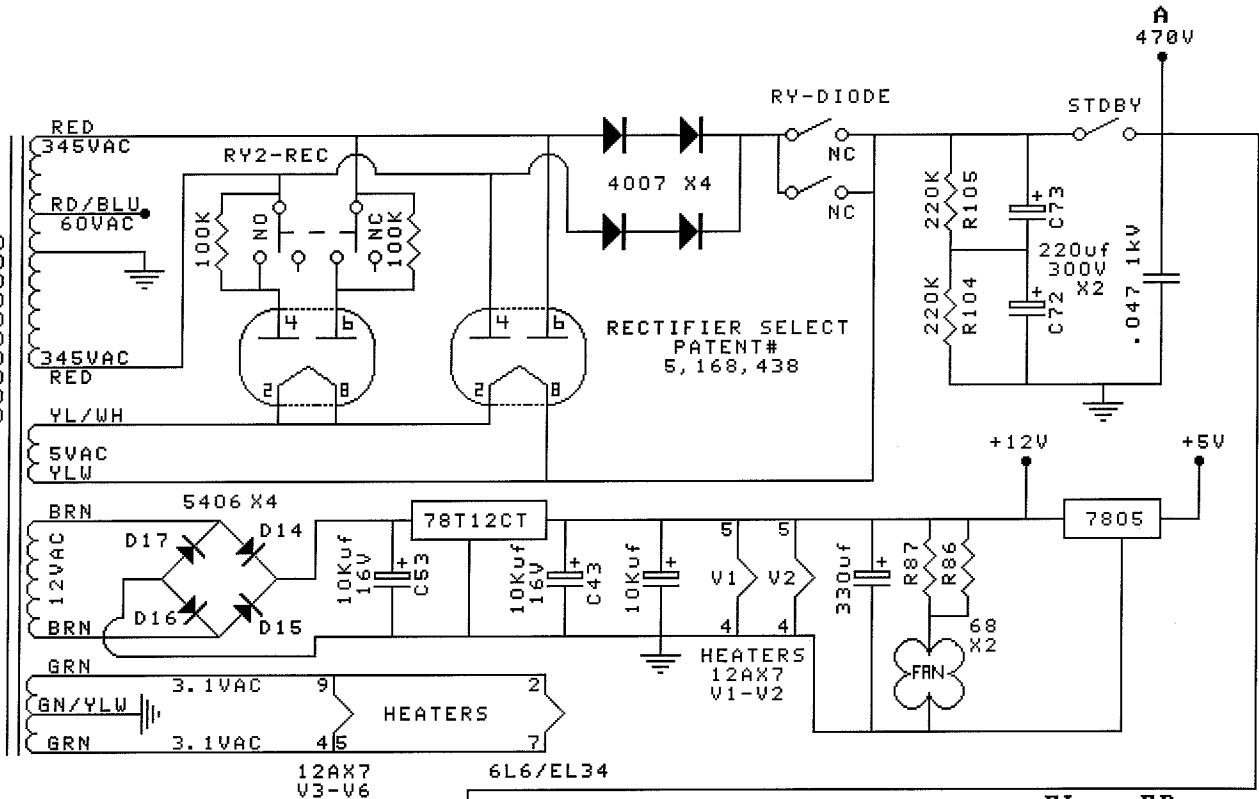 A
470V
RED
345VAC
RY2-REC
RY-DIODE
STDBY
NC
4007 X4
NC
RD/BLU
60VAC
100K
NO
NC
100K
220K
R105
+
C73
220uf
300V
X2
.047 1kV
220K
R104
+
C72
4
6
4
6
RECTIFIER SELECT
PATENT#
5,168,438
345VAC
RED
2
8
2
8
YL/WH
5VAC
YLW
+12V
+5V
5406 X4
BRN
D17
D14
78T12CT
7805
12VAC
10Kuf
16V
+
C53
10Kuf
16V
+
C43
10Kuf
+
5
V1
4
5
V2
4
330uf
+
R87
R86
D16
D15
BRN
68
X2
FAN
HEATERS
12AX7
V1-V2
GRN
3.1VAC
9
2
GN/YLW
HEATERS
GRN
3.1VAC
4
5
7
12AX7
V3-V6
6L6/EL34